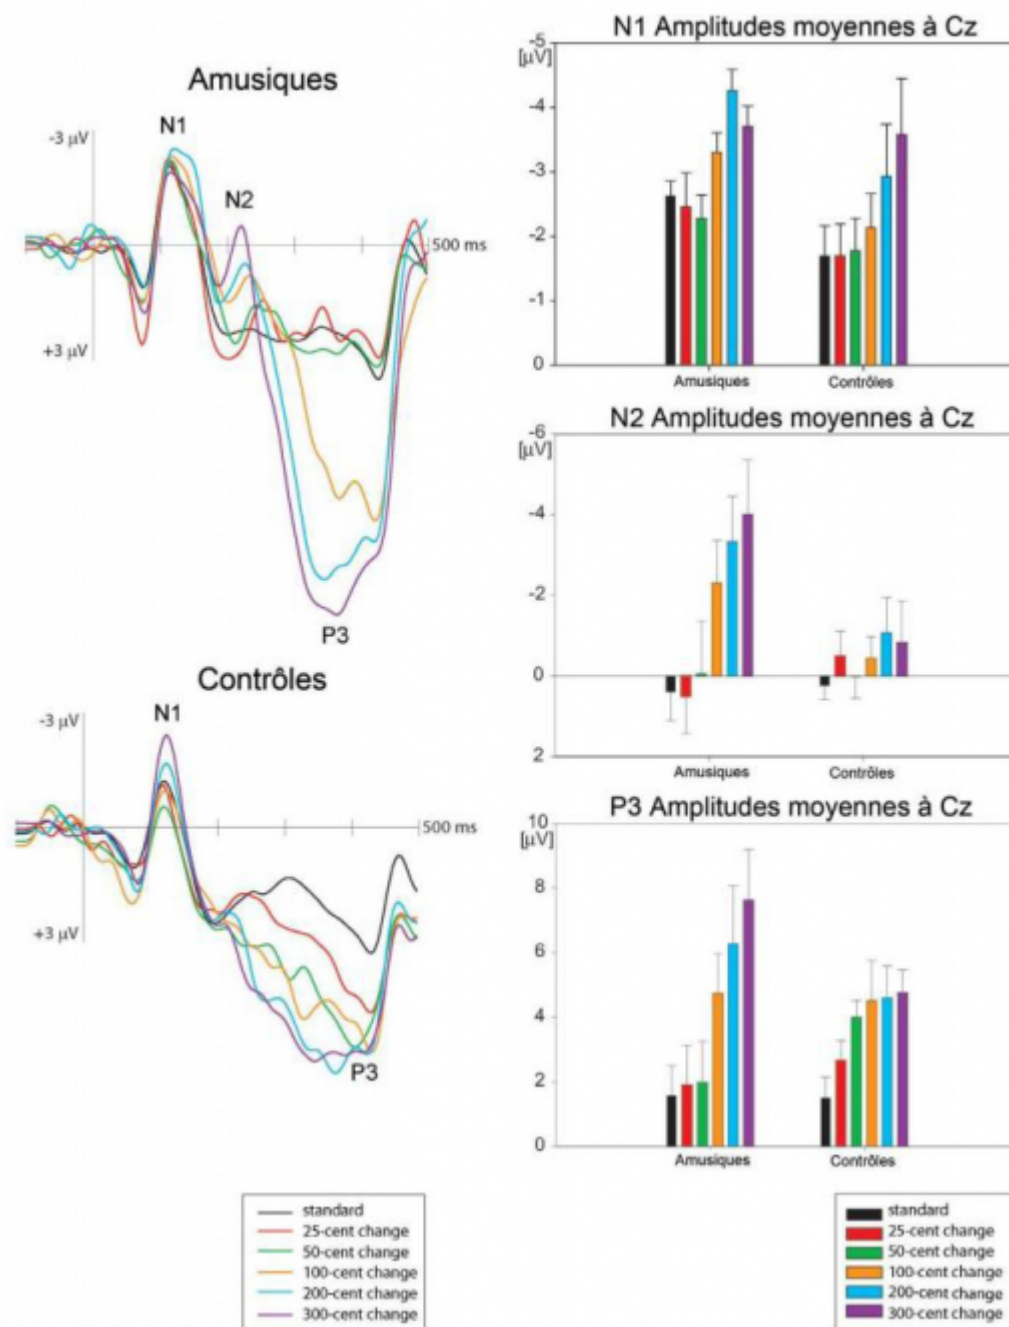 Amusiques
-3 µV
N1
N2
500 ms
+3 µV
P3
Contrôles
N1
-3 µV
500 ms
+3 µV
P3
standard
25-cent change
50-cent change
100-cent change
200-cent change
300-cent change
N1 Amplitudes moyennes à Cz
-5
[µV]
-4
-3
-2
-1
0
Amusiques Contrôles
N2 Amplitudes moyennes à Cz
-6
[µV]
-4
-2
0
2
Amusiques Contrôles
P3 Amplitudes moyennes à Cz
10
[µV]
8
6
4
2
0
Amusiques Contrôles
standard
25-cent change
50-cent change
100-cent change
200-cent change
300-cent change